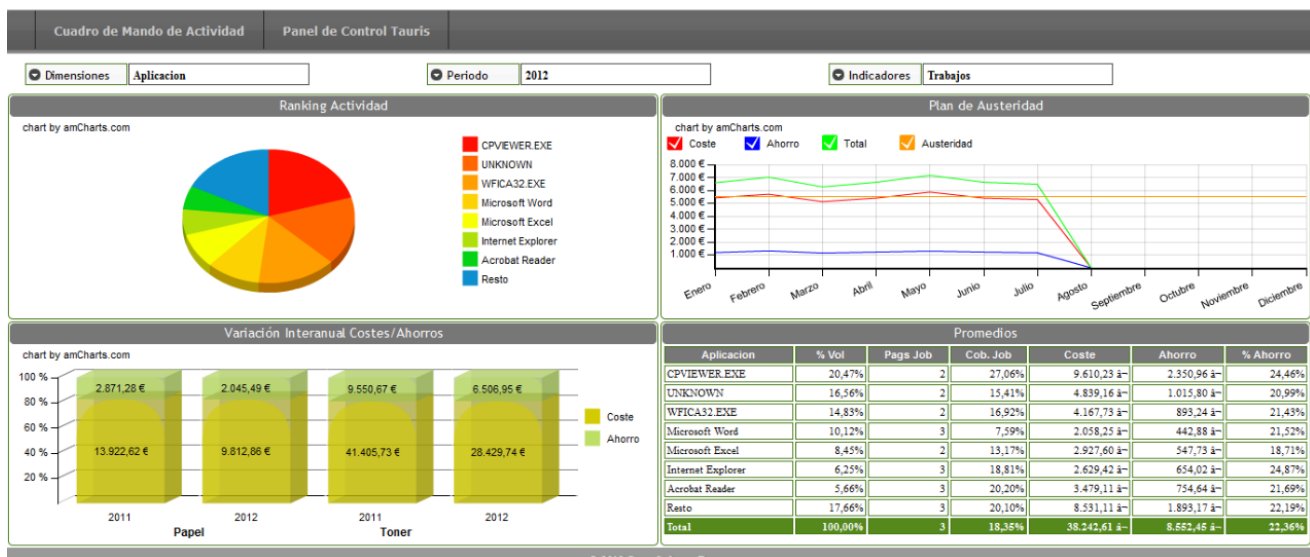 Cuadro de Mando de Actividad Panel de Control Tauris
Dimensiones Aplicacion Periodo 2012 Indicadores Trabajos
Ranking Actividad
chart by amCharts.com
CPVIEWER.EXE
UNKNOWN
WFICA32.EXE
Microsoft Word
Microsoft Excel
Internet Explorer
Acrobat Reader
Resto
Plan de Austeridad
chart by amCharts.com
Coste Ahorro Total Austeridad
8.000 €
7.000 €
6.000 €
5.000 €
4.000 €
3.000 €
2.000 €
1.000 €
Enero Febrero Marzo Abril Mayo Junio Julio Agosto Septiembre Octubre Noviembre Diciembre
Variación Interanual Costes/Ahorros
chart by amCharts.com
100 %
80 %
60 %
40 %
20 %
2.871,28 € 2.045,49 € 9.550,67 € 6.506,95 €
13.922,62 € 9.812,86 € 41.405,73 € 28.429,74 €
Coste
Ahorro
2011 2012 2011 2012
Papel Toner
Promedios
Aplicacion % Vol Pags Job Cob. Job Coste Ahorro % Ahorro
CPVIEWER.EXE 20,47% 2 27,06% 9.610,23 â¬ 2.350,96 â¬ 24,46%
UNKNOWN 16,56% 2 15,41% 4.839,16 â¬ 1.015,80 â¬ 20,99%
WFICA32.EXE 14,83% 2 16,92% 4.167,73 â¬ 893,24 â¬ 21,43%
Microsoft Word 10,12% 3 7,59% 2.058,25 â¬ 442,88 â¬ 21,52%
Microsoft Excel 8,45% 2 13,17% 2.927,60 â¬ 547,73 â¬ 18,71%
Internet Explorer 6,25% 3 18,81% 2.629,42 â¬ 654,02 â¬ 24,87%
Acrobat Reader 5,66% 3 20,20% 3.479,11 â¬ 754,64 â¬ 21,69%
Resto 17,66% 3 20,10% 8.531,11 â¬ 1.893,17 â¬ 22,19%
Total 100,00% 3 18,35% 38.242,61 â¬ 8.552,45 â¬ 22,36%